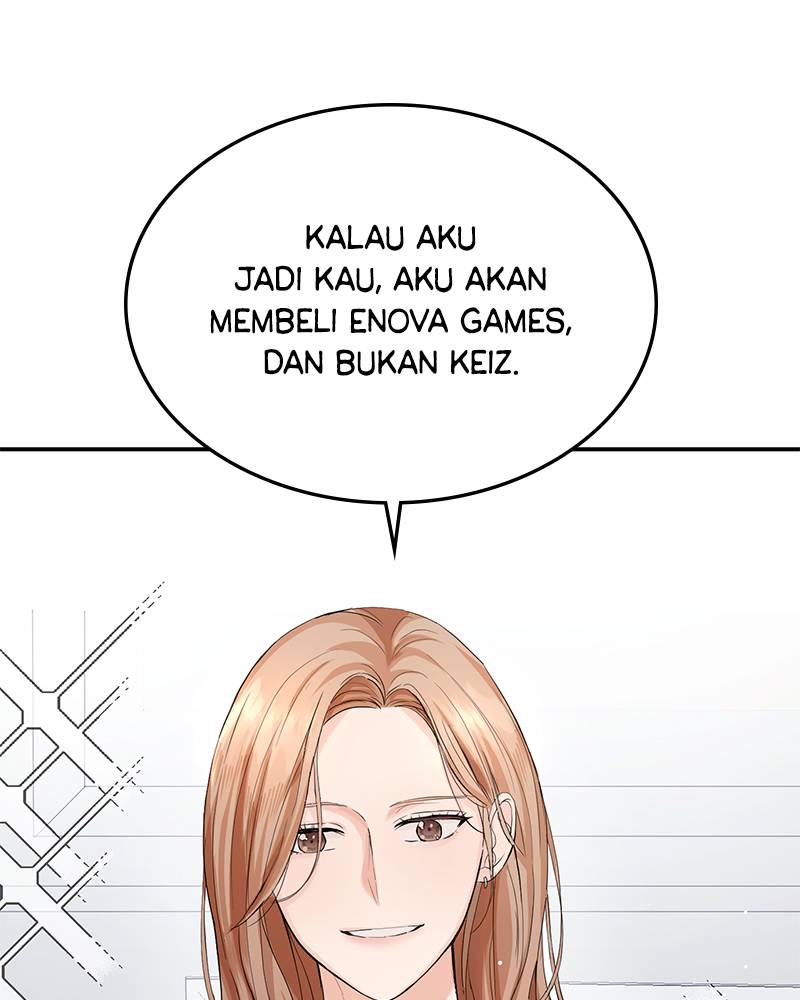 KALAU AKU
JADI KAU, AKU AKAN
MEMBELI ENOVA GAMES,
DAN BUKAN KEIZ.